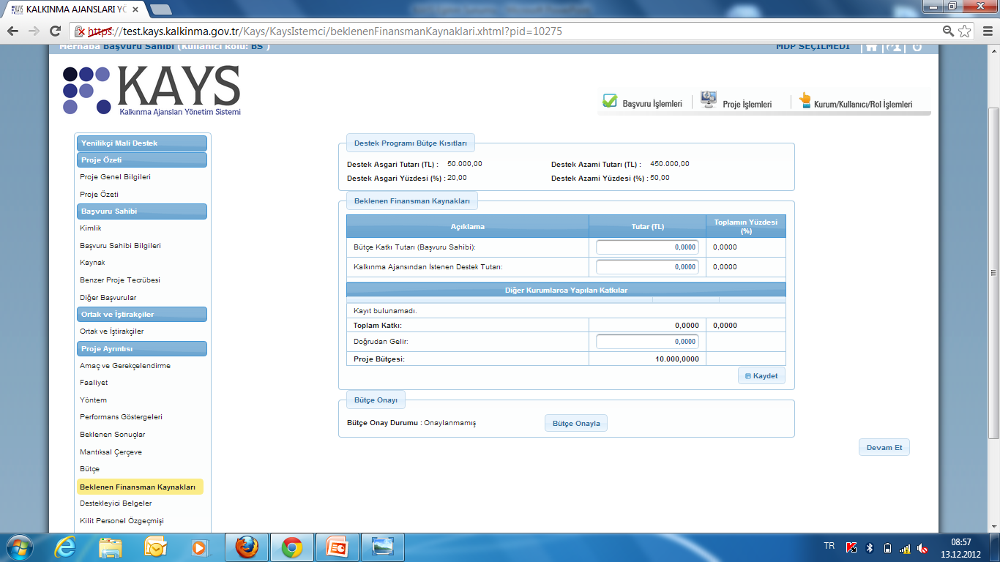 KALKINMA AJANSLARI YÖ
https://test.kays.kalkinma.gov.tr/Kays/KaysIstemci/beklenenFinansmanKaynaklari.xhtml?pid=10275
Merhaba Başvuru Sahibi (Kullanıcı Rolü: BS )
MDP SEÇİLMEDİ
KAYS
Kalkınma Ajansları Yönetim Sistemi
Başvuru İşlemleri
Proje İşlemleri
Kurum/Kullanıcı/Rol İşlemleri
Yenilikçi Mali Destek
Proje Özeti
Proje Genel Bilgileri
Proje Özeti
Başvuru Sahibi
Kimlik
Başvuru Sahibi Bilgileri
Kaynak
Benzer Proje Tecrübesi
Diğer Başvurular
Ortak ve İştirakçiler
Ortak ve İştirakçiler
Proje Ayrıntısı
Amaç ve Gerekçelendirme
Faaliyet
Yöntem
Performans Göstergeleri
Beklenen Sonuçlar
Mantıksal Çerçeve
Bütçe
Beklenen Finansman Kaynakları
Destekleyici Belgeler
Kilit Personel Özgeçmişi
Destek Programı Bütçe Kısıtları
Destek Asgari Tutarı (TL) : 50.000,00
Destek Azami Tutarı (TL) : 450.000,00
Destek Asgari Yüzdesi (%) : 20,00
Destek Azami Yüzdesi (%) : 50,00
Beklenen Finansman Kaynakları
Açıklama
Tutar (TL)
Toplamın Yüzdesi
(%)
Bütçe Katkı Tutarı (Başvuru Sahibi): 0,0000 0,0000
Kalkınma Ajansından İstenen Destek Tutarı: 0,0000 0,0000
Diğer Kurumlarca Yapılan Katkılar
Kayıt bulunamadı.
Toplam Katkı: 0,0000 0,0000
Doğrudan Gelir: 0,0000
Proje Bütçesi: 10.000,0000
Kaydet
Bütçe Onayı
Bütçe Onay Durumu : Onaylanmamış
Bütçe Onayla
Devam Et
TR
08:57
13.12.2012